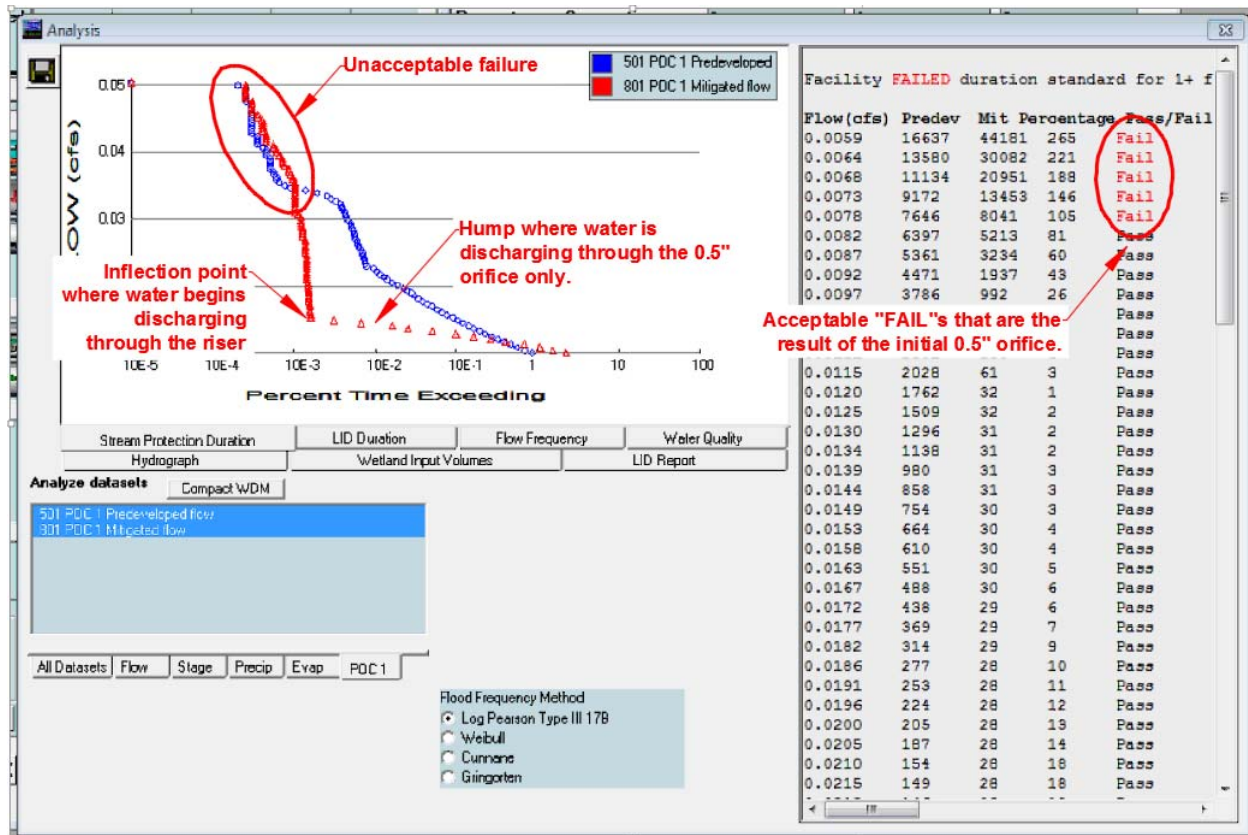 Analysis
501 POC 1 Predeveloped
801 POC 1 Mitigated flow
Unacceptable failure
0.05
0.04
0.03
(cfs)
Hump where water is
discharging through the 0.5"
orifice only.
Inflection point
where water begins
discharging
through the riser
10E-5 10E-4 10E-3 10E-2 10E-1 1 10 100
Percent Time Exceeding
Stream Protection Duration LID Duration Flow Frequency Water Quality
Hydrograph Wetland Input Volumes LID Report
Analyze datasets Compact WDM
501 POC 1 Predeveloped flow
801 POC 1 Mitigated flow
All Datasets Flow Stage Precip Evap POC 1
Flood Frequency Method
Log Pearson Type III 17B
Weibull
Cunnane
Gringorten
Facility FAILED duration standard for 1+ f
Flow(cfs) Predev Mit Percentage Pass/Fail
0.0059 16637 44181 265 Fail
0.0064 13580 30082 221 Fail
0.0068 11134 20951 188 Fail
0.0073 9172 13453 146 Fail
0.0078 7646 8041 105 Fail
0.0082 6397 5213 81 Pass
0.0087 5361 3234 60 Pass
0.0092 4471 1937 43 Pass
0.0097 3786 992 26 Pass
Pass
Pass
Pass
Acceptable "FAIL"s that are the
result of the initial 0.5" orifice.
0.0115 2028 61 3 Pass
0.0120 1762 32 1 Pass
0.0125 1509 32 2 Pass
0.0130 1296 31 2 Pass
0.0134 1138 31 2 Pass
0.0139 980 31 3 Pass
0.0144 858 31 3 Pass
0.0149 754 30 3 Pass
0.0153 664 30 4 Pass
0.0158 610 30 4 Pass
0.0163 551 30 5 Pass
0.0167 488 30 6 Pass
0.0172 438 29 6 Pass
0.0177 369 29 7 Pass
0.0182 314 29 9 Pass
0.0186 277 28 10 Pass
0.0191 253 28 11 Pass
0.0196 224 28 12 Pass
0.0200 205 28 13 Pass
0.0205 187 28 14 Pass
0.0210 154 28 18 Pass
0.0215 149 28 18 Pass